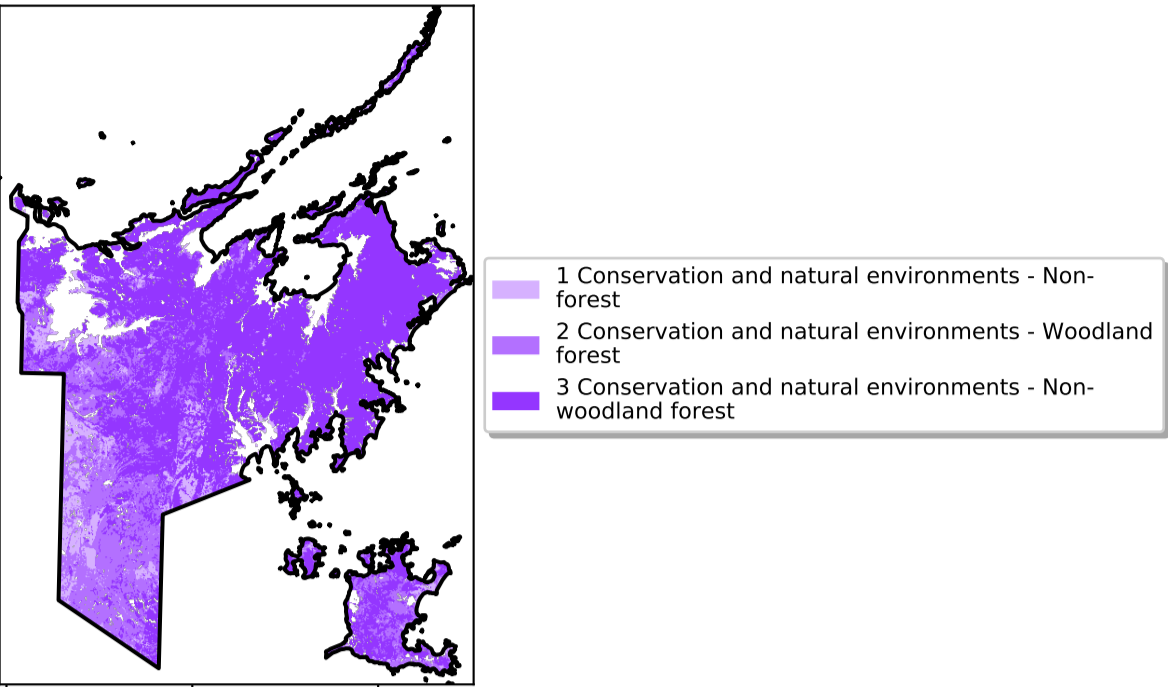 1 Conservation and natural environments - Non-
forest
2 Conservation and natural environments - Woodland
forest
3 Conservation and natural environments - Non-
woodland forest